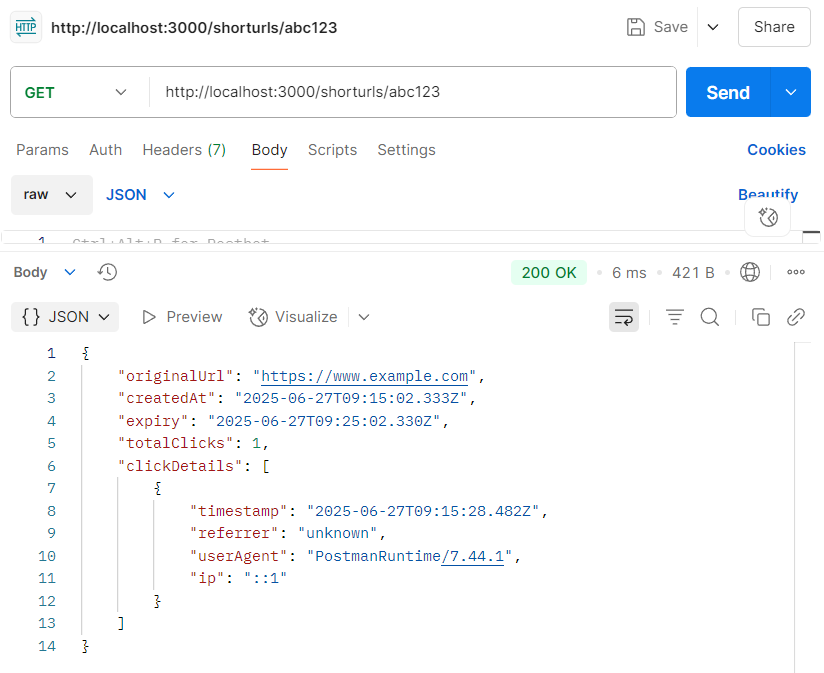 HTTP http://localhost:3000/shorturls/abc123 Save Share
GET http://localhost:3000/shorturls/abc123 Send
Params Auth Headers (7) Body Scripts Settings Cookies
raw JSON Beautify
1 Ctrl+Alt+P for Postbot
Body 200 OK • 6 ms • 421 B •
{} JSON Preview Visualize
1 {
2 "originalUrl": "https://www.example.com",
3 "createdAt": "2025-06-27T09:15:02.333Z",
4 "expiry": "2025-06-27T09:25:02.330Z",
5 "totalClicks": 1,
6 "clickDetails": [
7 {
8 "timestamp": "2025-06-27T09:15:28.482Z",
9 "referrer": "unknown",
10 "userAgent": "PostmanRuntime/7.44.1",
11 "ip": "::1"
12 }
13 ]
14 }